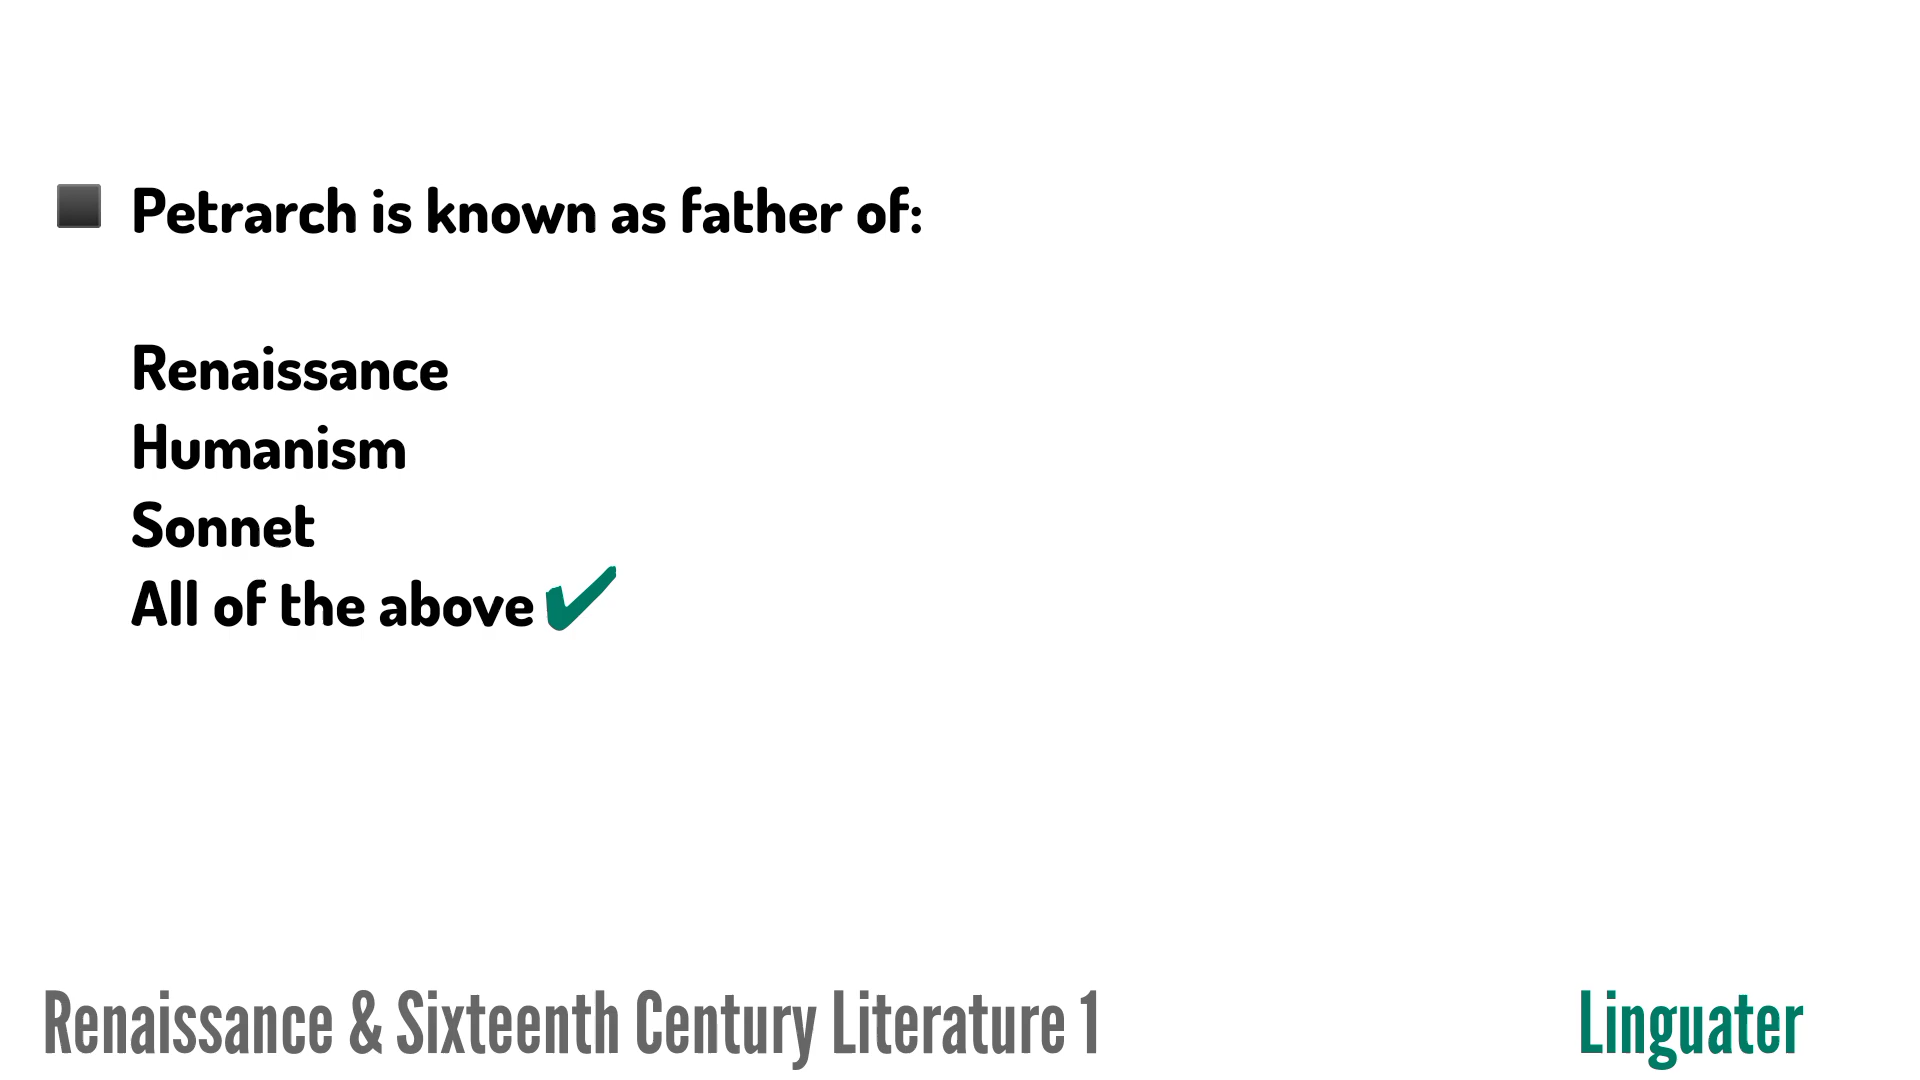 Petrarch is known as father of:
Renaissance
Humanism
Sonnet
All of the above
Renaissance & Sixteenth Century Literature 1
Linguater